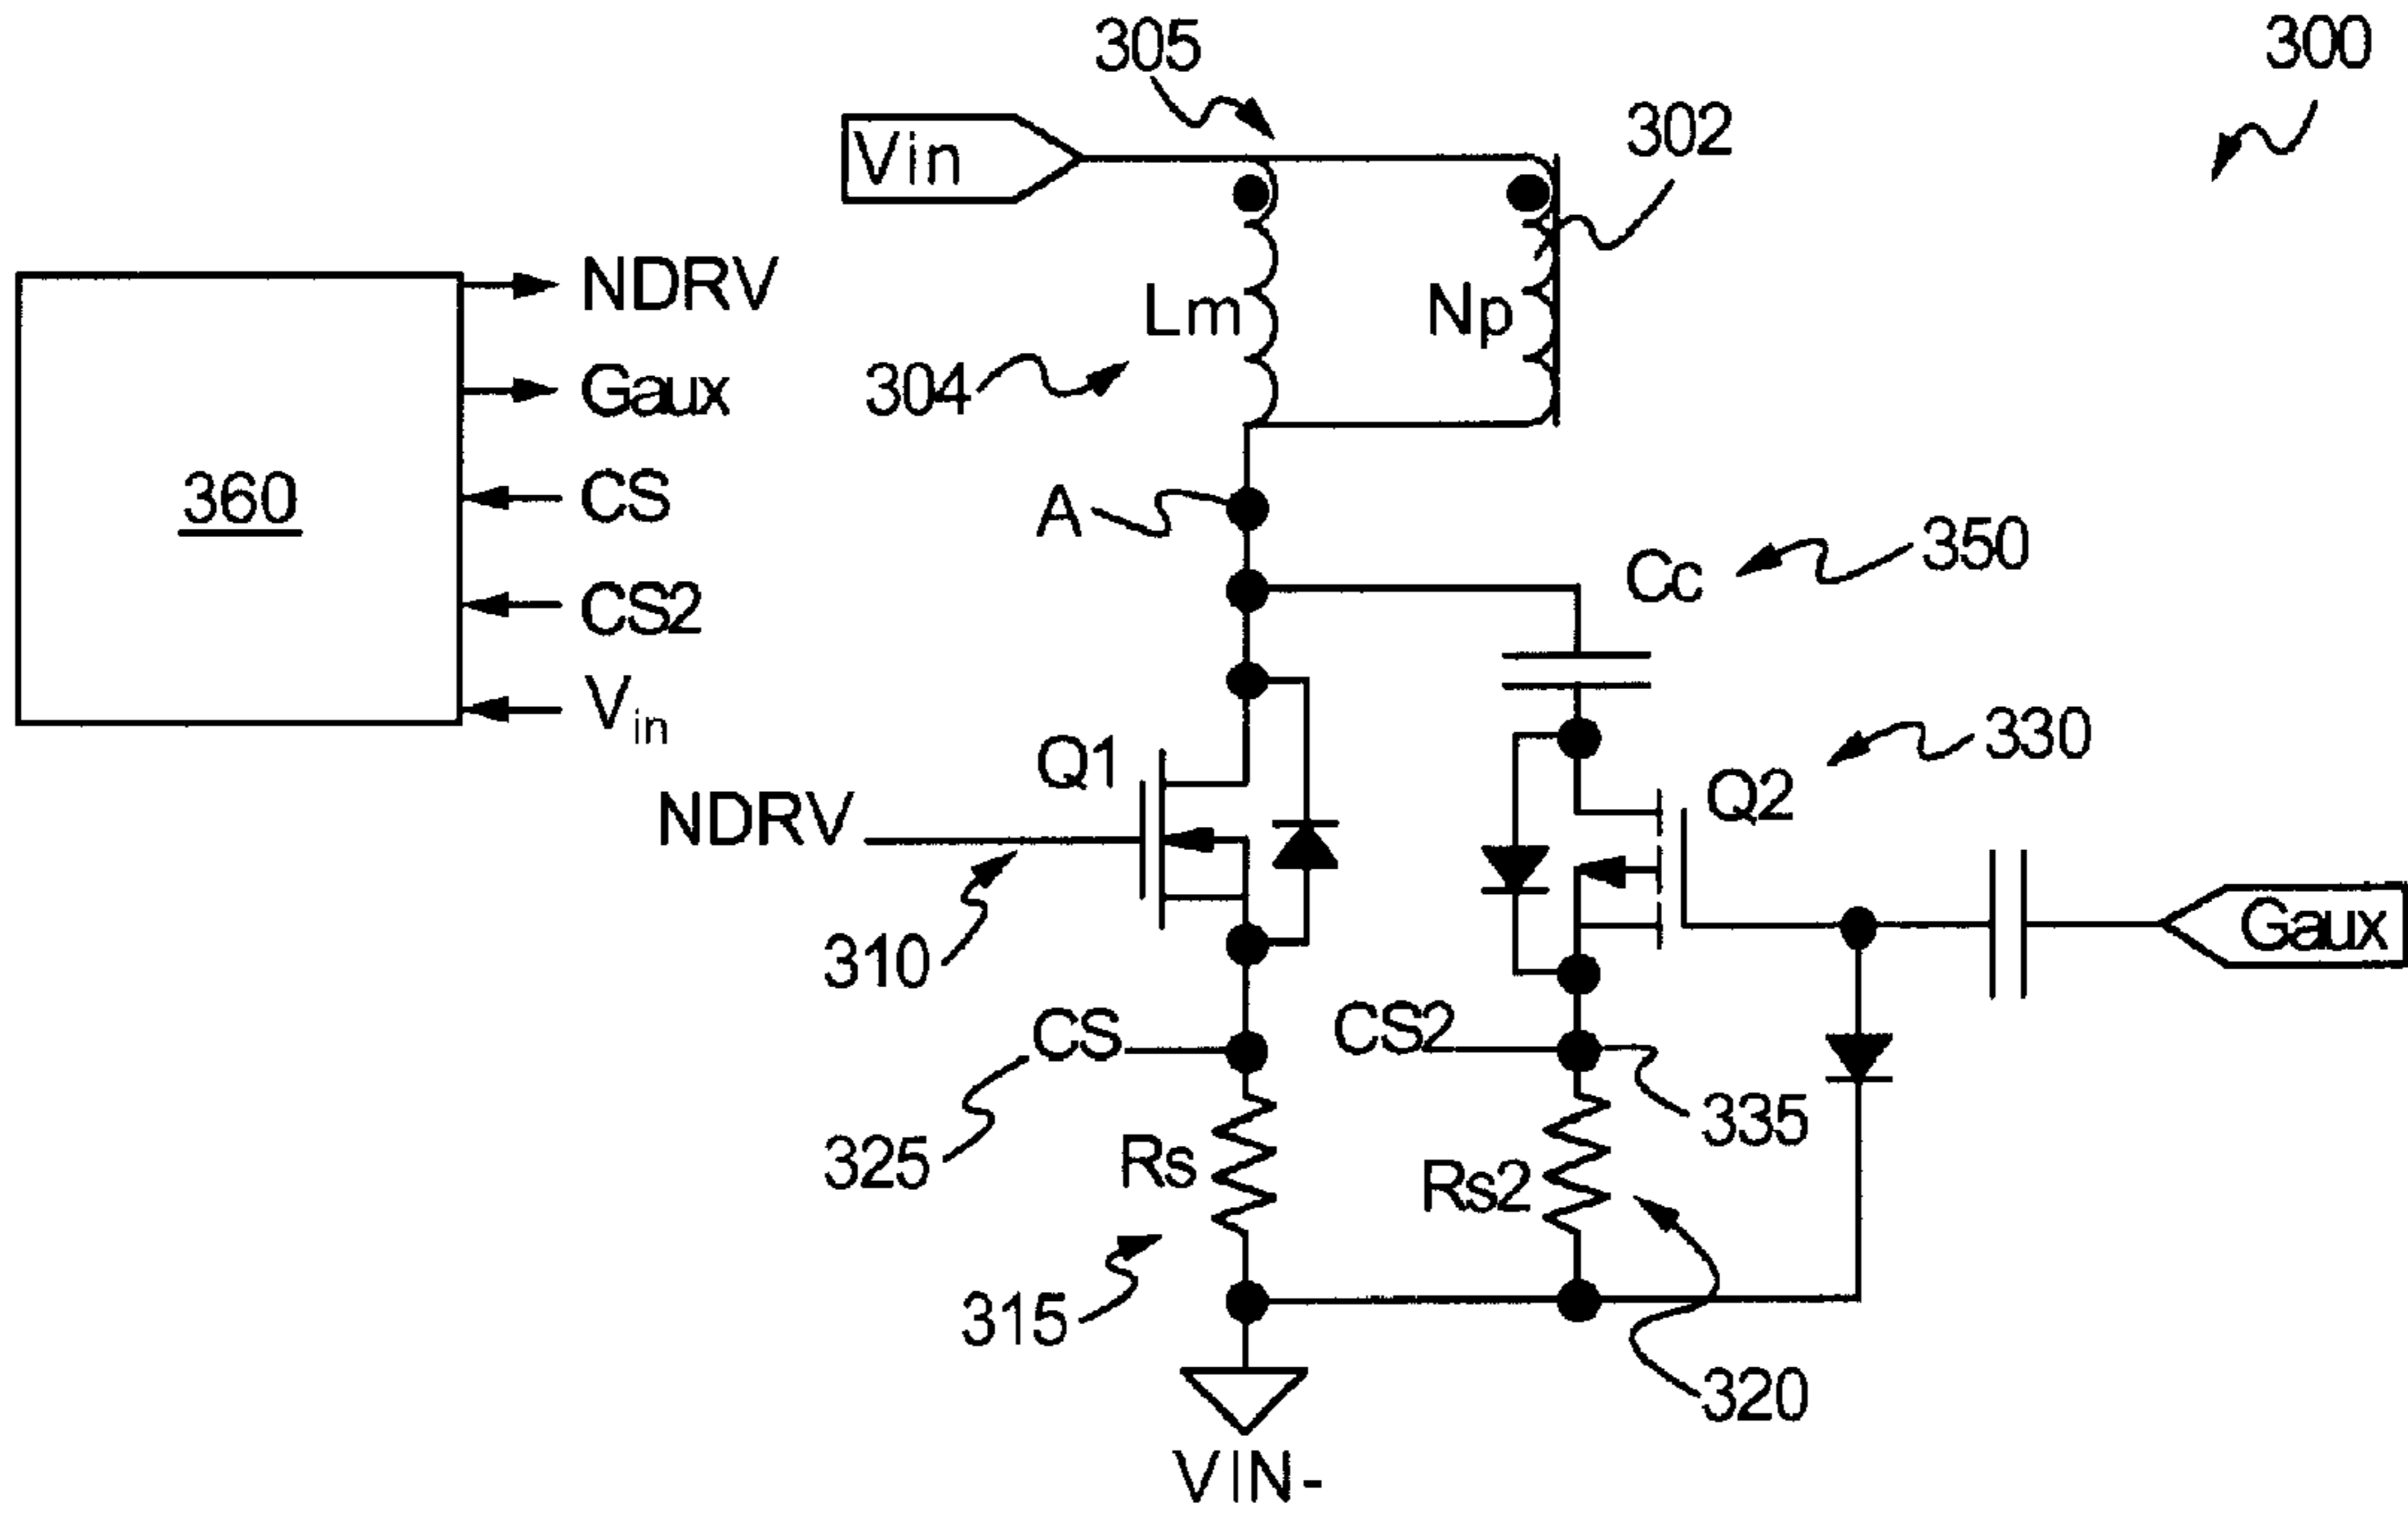 305
300
302
Vin
NDRV
Lm
Np
304
Gaux
360
CS
A
350
Cc
CS2
Vin
330
Q1
Q2
NDRV
Gaux
310
CS
CS2
335
325
Rs
Rs2
315
320
VIN-